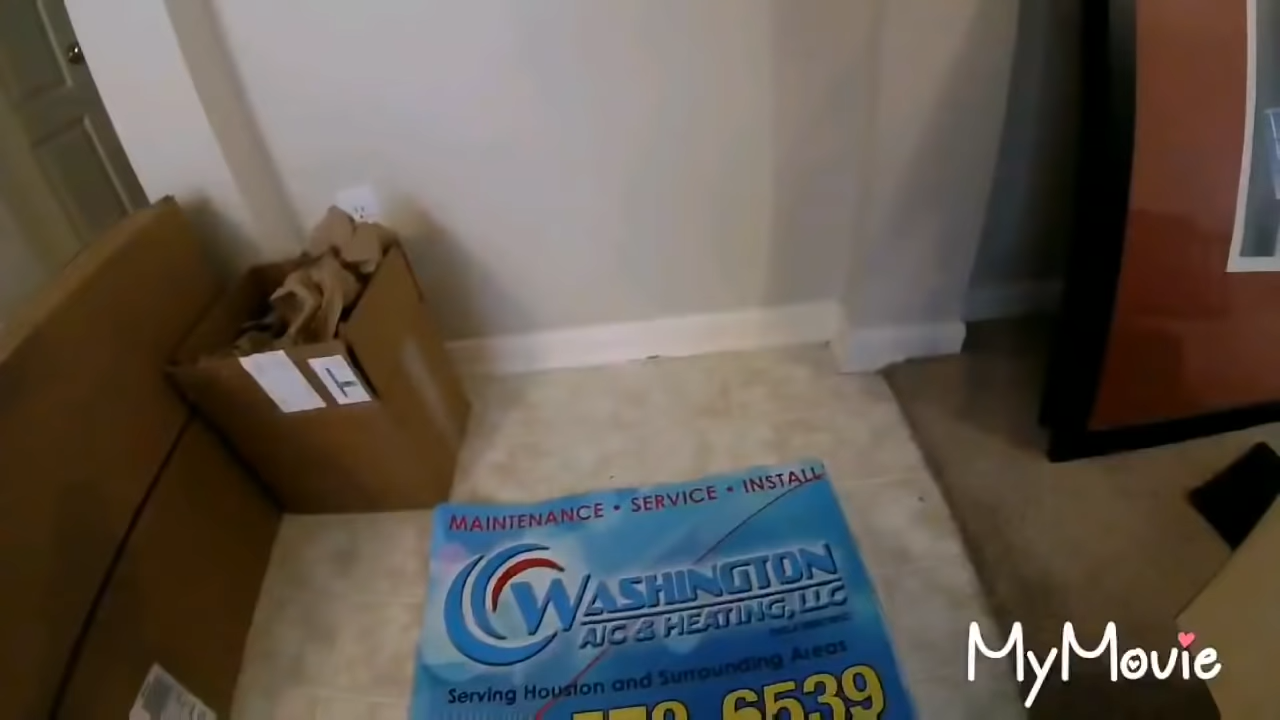 MAINTENANCE • SERVICE • INSTALL
WASHINGTON
A/C & HEATING, LLC
Serving Houston and Surrounding Areas
6539
MyMovie